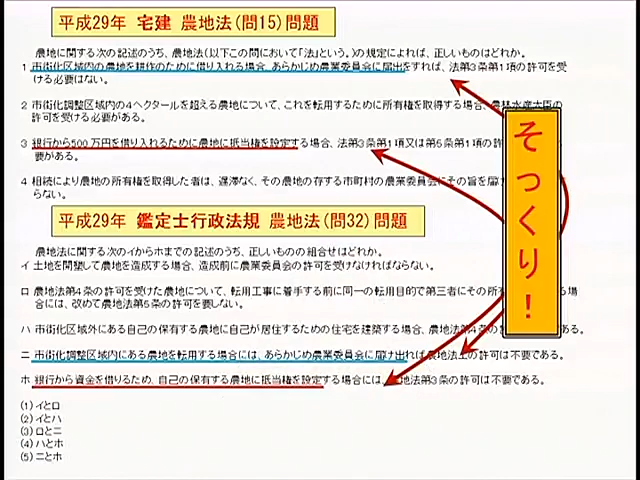 平成29年 宅建 農地法(問15)問題
農地に関する次の記述のうち、農地法(以下この問において「法」という。)の規定によれば、正しいものはどれか。
1 市街化区域内の農地を耕作のために借り入れる場合、あらかじめ農業委員会に届出をすれば、法第3条第1項の許可を受
ける必要はない。
2 市街化調整区域内の4ヘクタールを超える農地について、これを転用するために所有権を取得する場合、農林水産大臣の
許可を受ける必要がある。
3 銀行から500万円を借り入れるために農地に抵当権を設定する場合、法第3条第1項又は第5条第1項の許
要がある。
4 相続により農地の所有権を取得した者は、遅滞なく、その農地の存する市町村の農業委員会にその旨を届け
らない。
そっくり!
平成29年 鑑定士行政法規 農地法(問32)問題
農地法に関する次のイからホまでの記述のうち、正しいものの組合せはどれか。
イ 土地を開墾して農地を造成する場合、造成前に農業委員会の許可を受けなければならない。
ロ 農地法第4条の許可を受けた農地について、転用工事に着手する前に同一の転用目的で第三者にその所 場
合には、改めて農地法第5条の許可を要しない。
ハ 市街化区域外にある自己の保有する農地に自己が居住するための住宅を建築する場合、農地法第4条の である。
ニ 市街化調整区域内にある農地を転用する場合には、あらかじめ農業委員会に届け出れば農地法上の許可は不要である。
ホ 銀行から資金を借りるため、自己の保有する農地に抵当権を設定する場合には、 地法第3条の許可は不要である。
(1) イとロ
(2) イとハ
(3) ロとニ
(4) ハとホ
(5) ニとホ